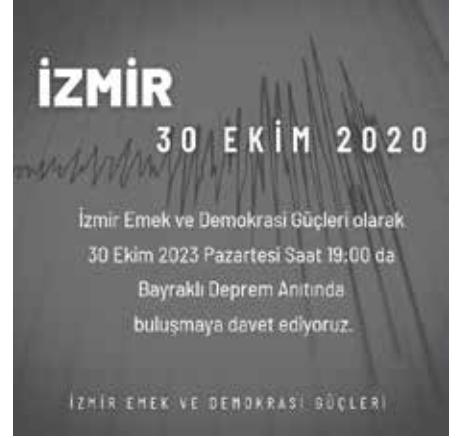 İZMİR
30 EKİM 2020
İzmir Emek ve Demokrasi Güçleri olarak
30 Ekim 2023 Pazartesi Saat 19:00 da
Bayraklı Deprem Anıtında
buluşmaya davet ediyoruz.
İZMİR EMEK VE DEMOKRASİ GÜÇLERİ